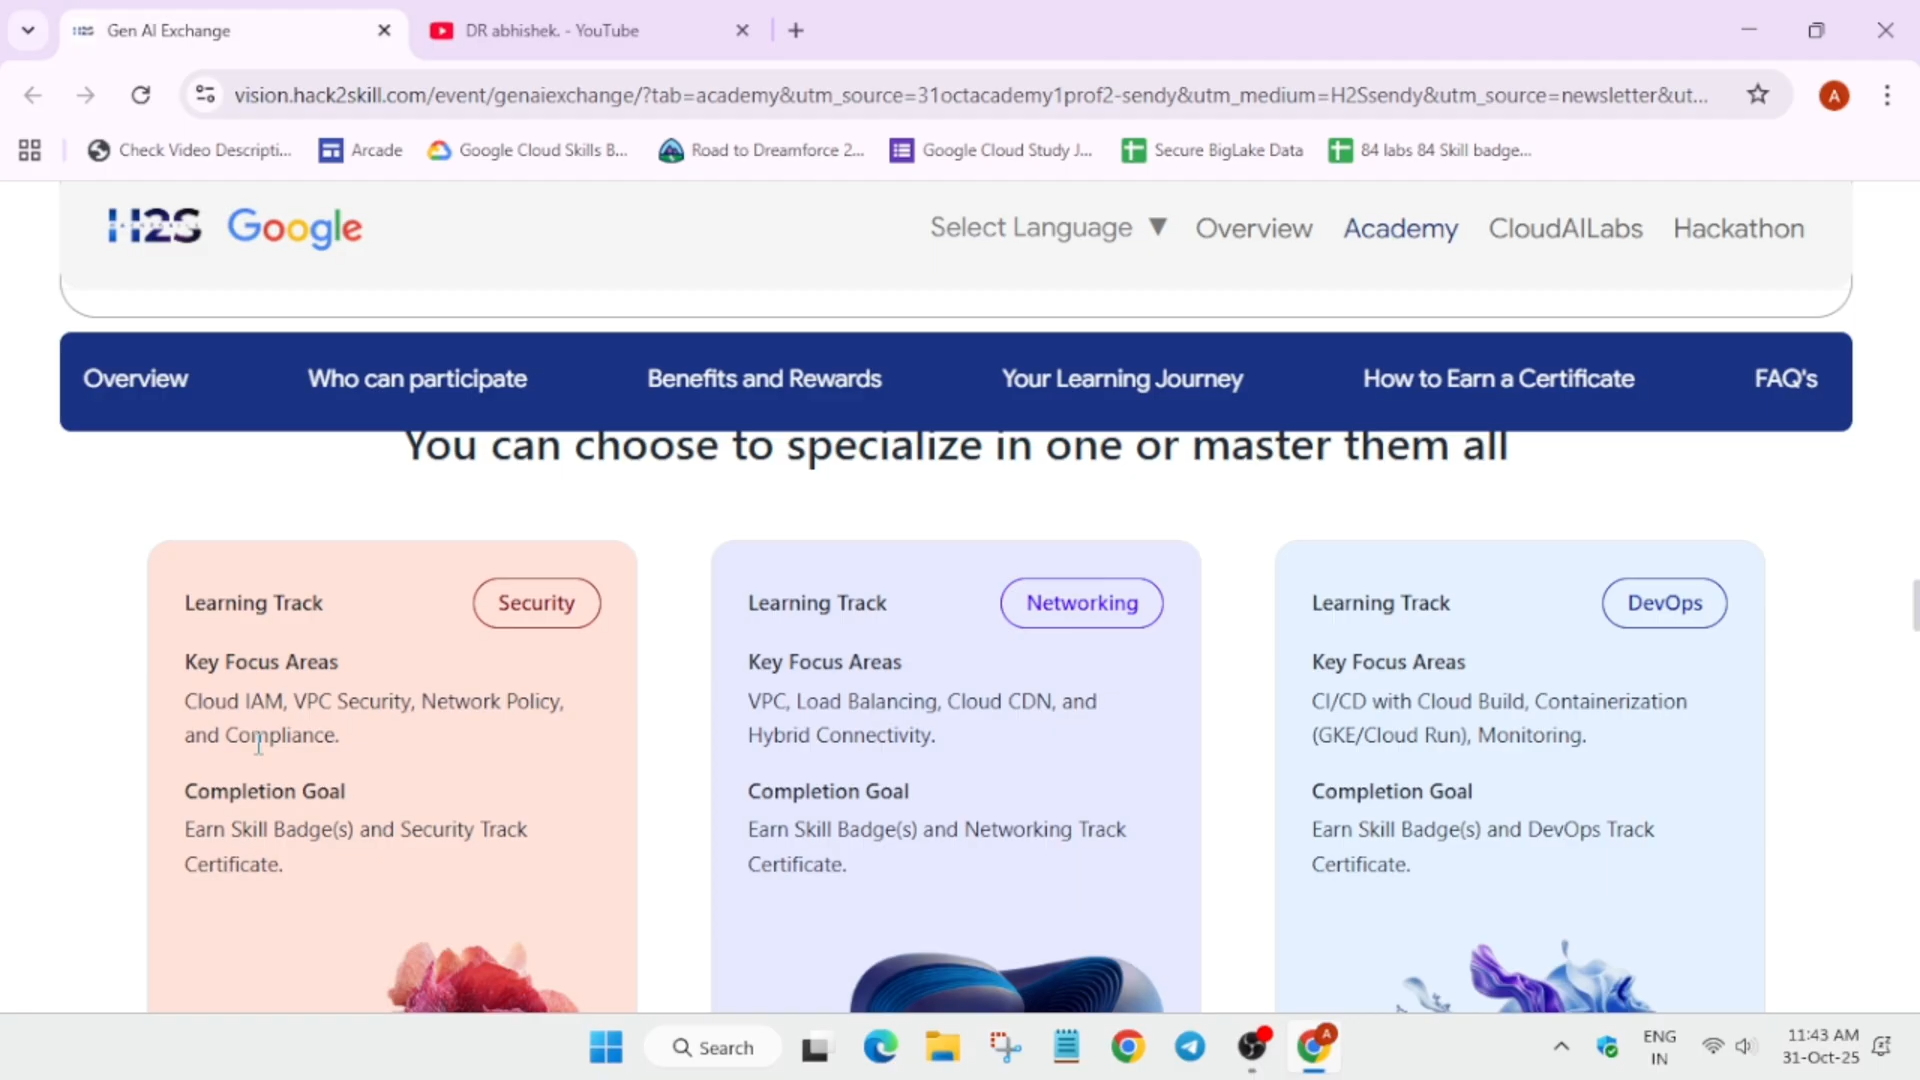 Gen AI Exchange
DR abhishek. - YouTube
vision.hack2skill.com/event/genaiexchange/?tab=academy&utm_source=31octacademy1prof2-sendy&utm_medium=H2Ssendy&utm_source=newsletter&ut...
A
Check Video Descripti...
Arcade
Google Cloud Skills B...
Road to Dreamforce 2...
Google Cloud Study J...
Secure BigLake Data
84 labs 84 Skill badge...
H2S Google
Select Language ▼
Overview
Academy
CloudAILabs
Hackathon
Overview
Who can participate
Benefits and Rewards
Your Learning Journey
How to Earn a Certificate
FAQ's
You can choose to specialize in one or master them all
Learning Track
Security
Key Focus Areas
Cloud IAM, VPC Security, Network Policy,
and Compliance.
Completion Goal
Earn Skill Badge(s) and Security Track
Certificate.
Learning Track
Networking
Key Focus Areas
VPC, Load Balancing, Cloud CDN, and
Hybrid Connectivity.
Completion Goal
Earn Skill Badge(s) and Networking Track
Certificate.
Learning Track
DevOps
Key Focus Areas
CI/CD with Cloud Build, Containerization
(GKE/Cloud Run), Monitoring.
Completion Goal
Earn Skill Badge(s) and DevOps Track
Certificate.
Search
A
ENG
IN
11:43 AM
31-Oct-25